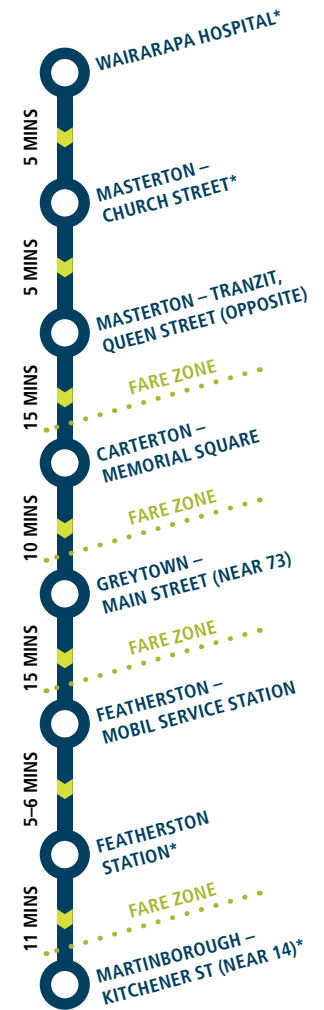 WAIRARAPA HOSPITAL*
5 MINS
MASTERTON –
CHURCH STREET*
5 MINS
MASTERTON – TRANZIT,
QUEEN STREET (OPPOSITE)
15 MINS
FARE ZONE
CARTERTON –
MEMORIAL SQUARE
10 MINS
FARE ZONE
GREYTOWN –
MAIN STREET (NEAR 73)
15 MINS
FARE ZONE
FEATHERSTON –
MOBIL SERVICE STATION
5–6 MINS
FEATHERSTON
STATION*
11 MINS
FARE ZONE
MARTINBOROUGH –
KITCHENER ST (NEAR 14)*